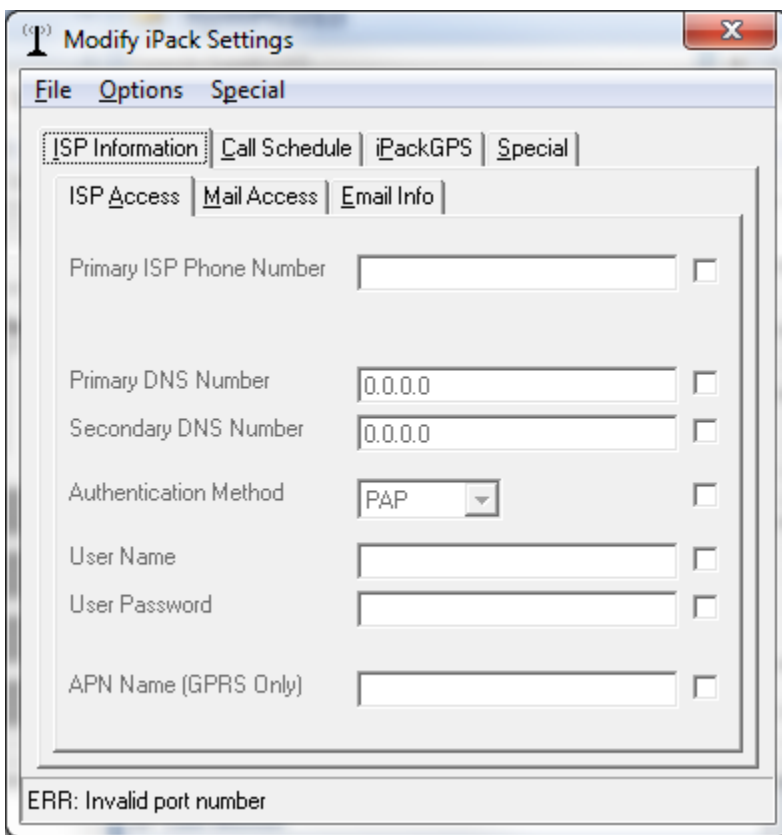 Modify iPack Settings
File Options Special
ISP Information Call Schedule iPackGPS Special
ISP Access Mail Access Email Info
Primary ISP Phone Number
Primary DNS Number 0.0.0.0
Secondary DNS Number 0.0.0.0
Authentication Method PAP
User Name
User Password
APN Name (GPRS Only)
ERR: Invalid port number